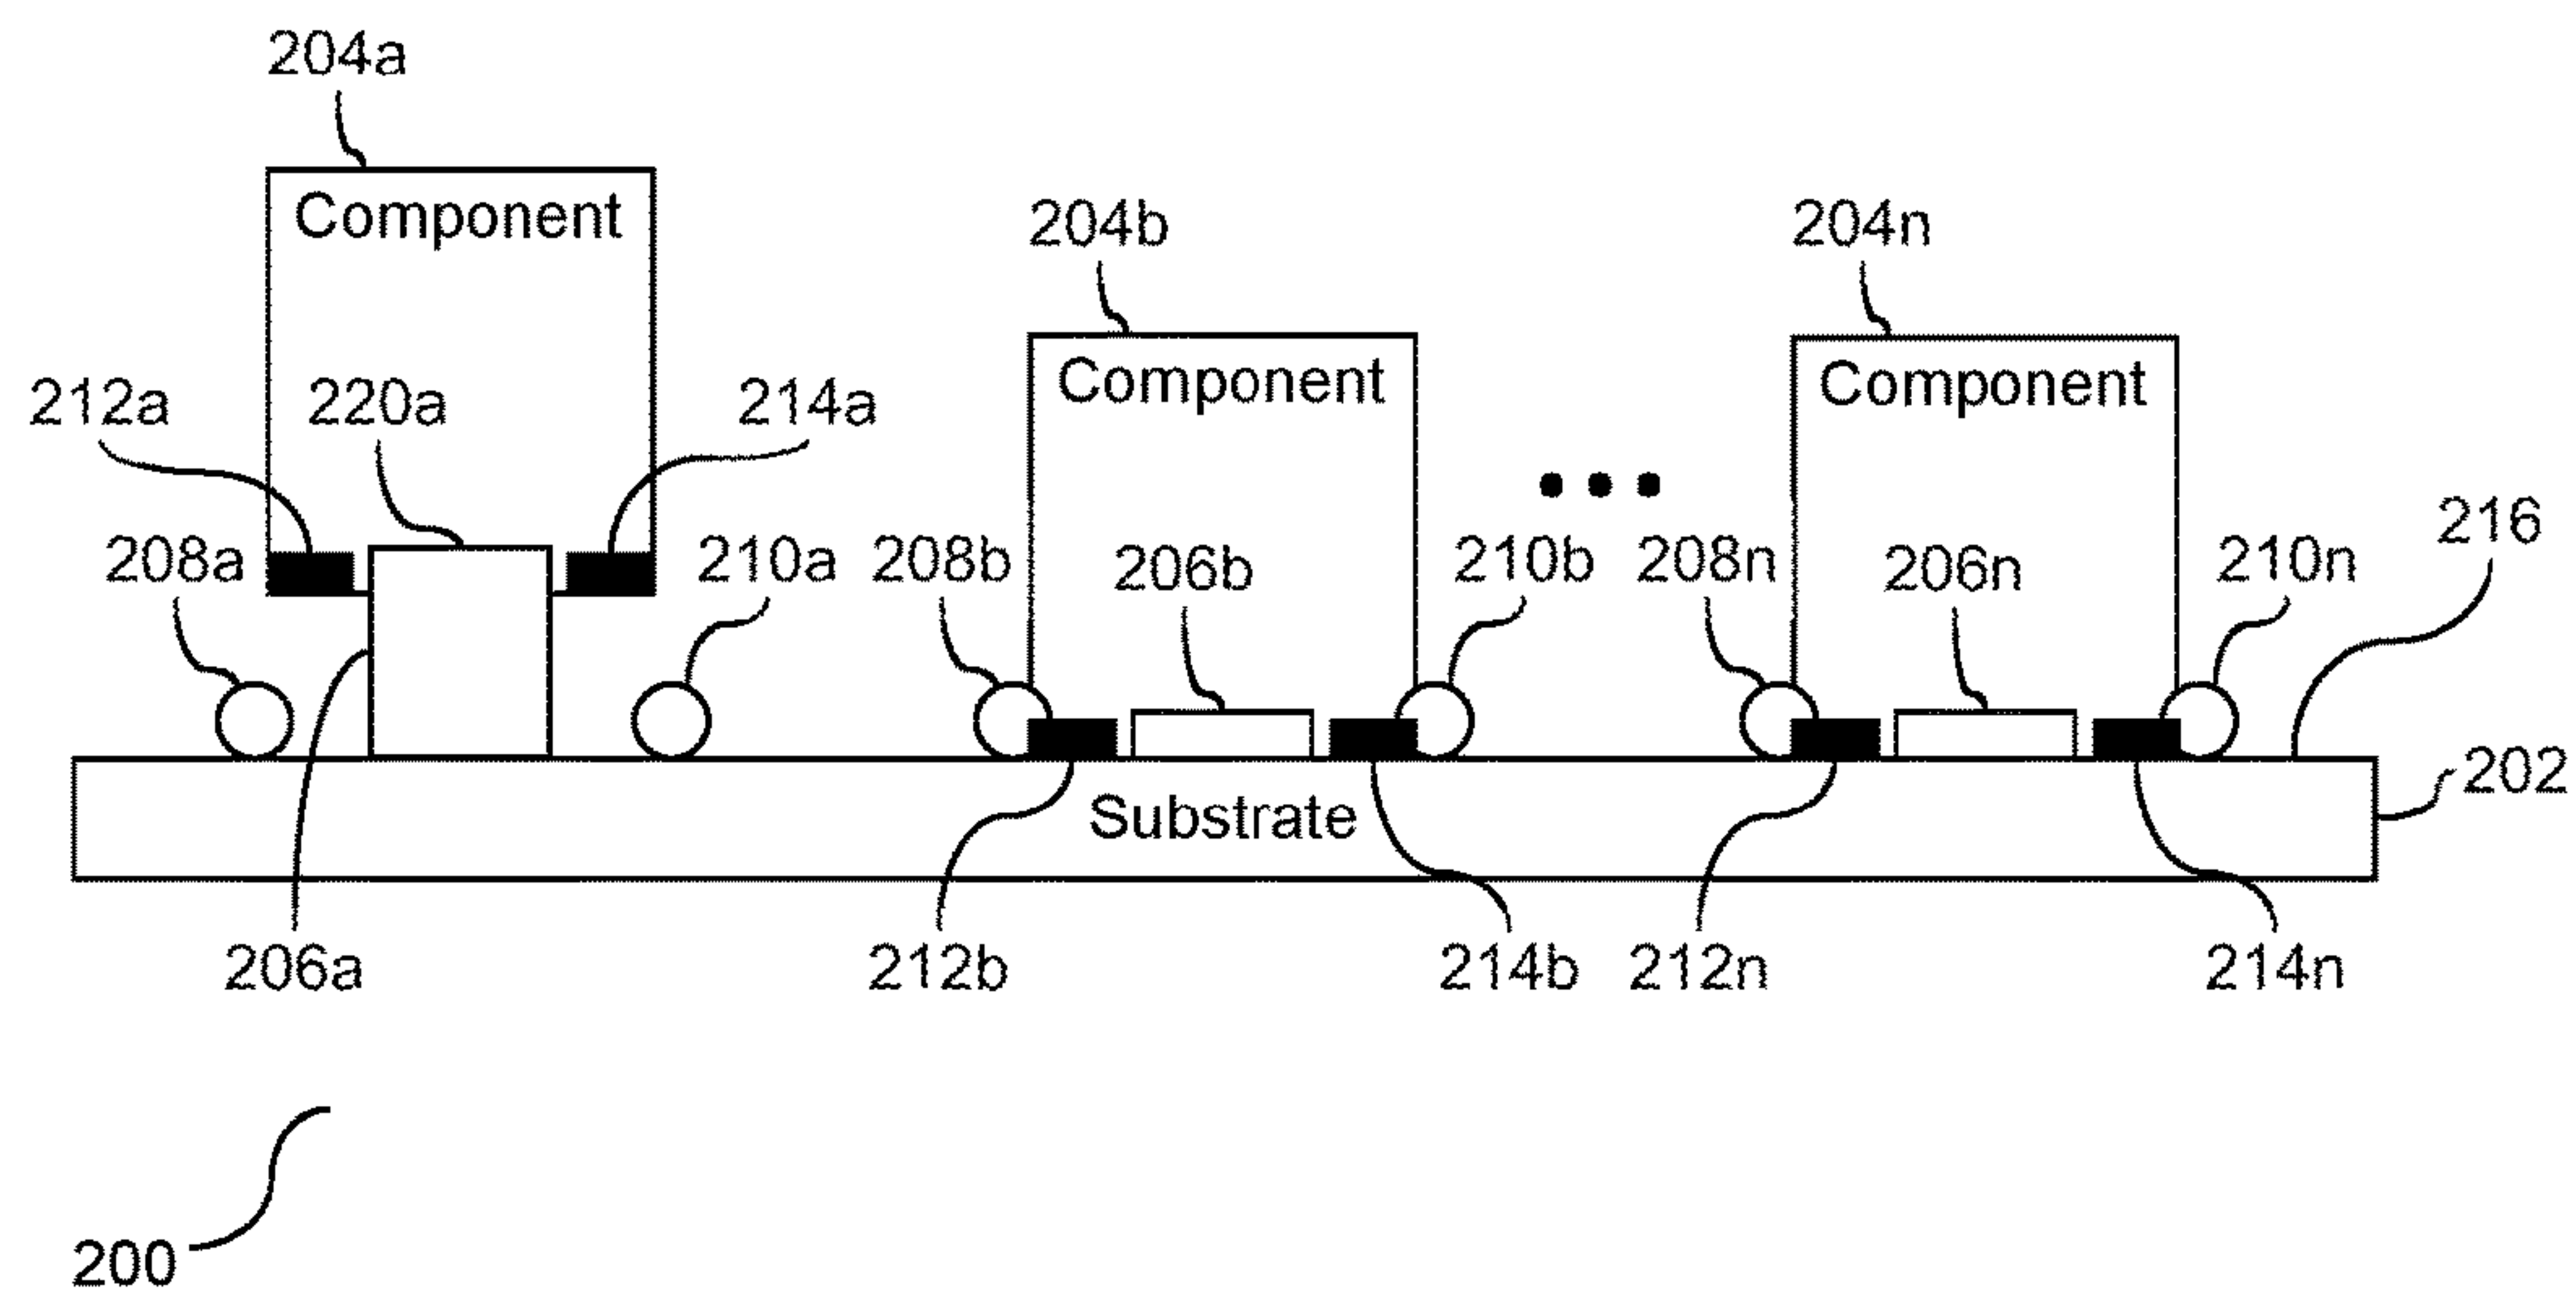 204a
Component
204b
204n
Component
Component
212a
220a
214a
216
208a
210a
208b
206b
210b
208n
206n
210n
202
Substrate
206a
212b
214b
212n
214n
200